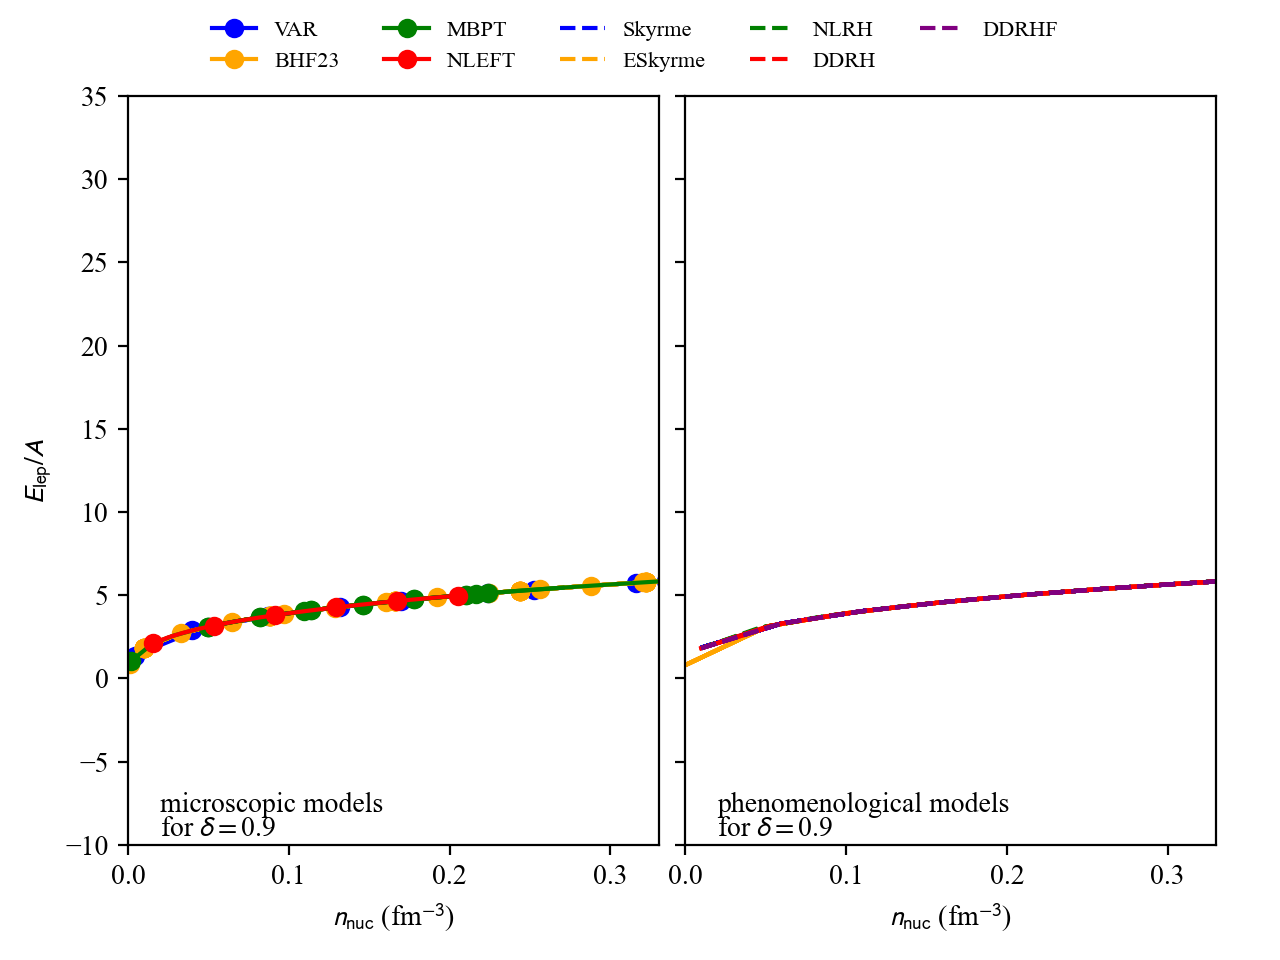 VAR MBPT Skyrme NLRH DDRHF
BHF23 NLEFT ESkyrme DDRH
35
30
25
20
15
10
5
0
−5
−10
E_lep/A
microscopic models
for δ = 0.9
0.0 0.1 0.2 0.3
n_nuc (fm⁻³)
phenomenological models
for δ = 0.9
0.0 0.1 0.2 0.3
n_nuc (fm⁻³)